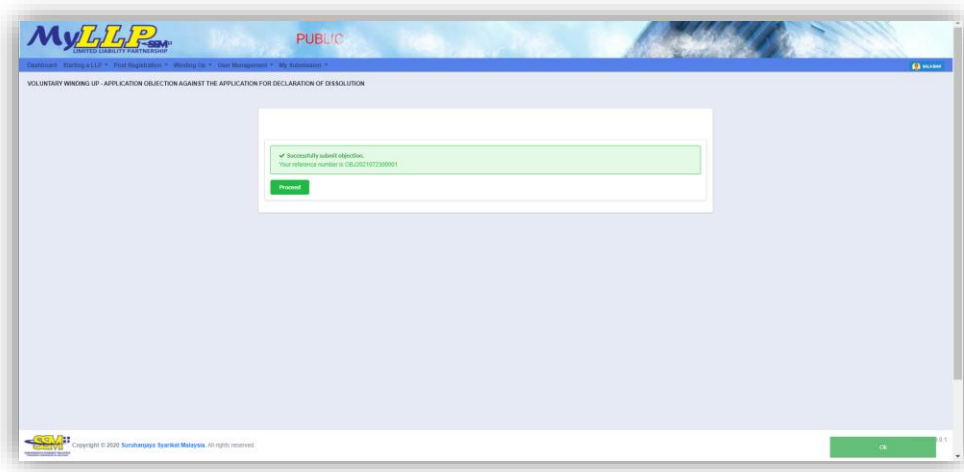 MyLLP SSM
LIMITED LIABILITY PARTNERSHIP
PUBLIC
Dashboard Starting a LLP Post Registration Winding Up User Management My Submission
VOLUNTARY WINDING UP - APPLICATION OBJECTION AGAINST THE APPLICATION FOR DECLARATION OF DISSOLUTION
Successfully submit objection.
Your reference number is OBJ2021072300001
Proceed
SSM
Copyright © 2020 Suruhanjaya Syarikat Malaysia. All rights reserved.
Ok